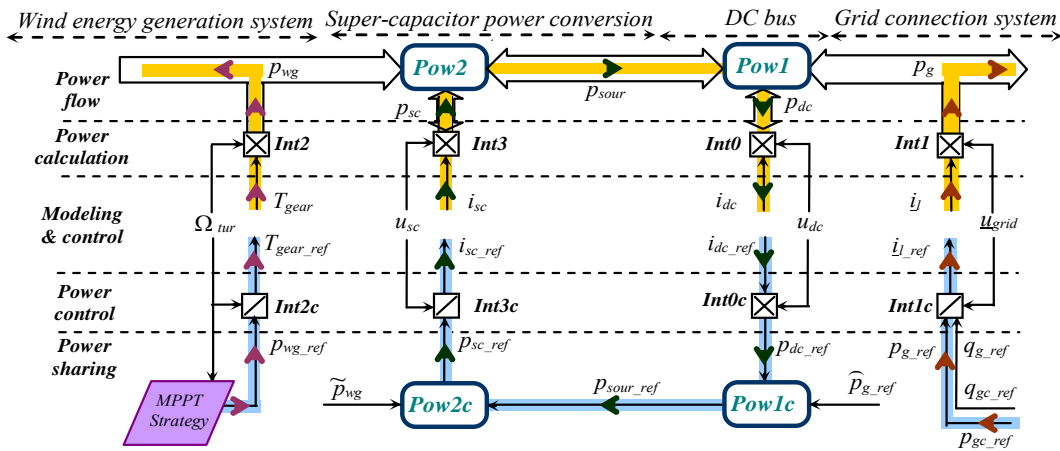 Wind energy generation system Super-capacitor power conversion DC bus Grid connection system
Power flow
p_wg
Pow2
p_sour
Pow1
p_g
p_sc
p_dc
Power calculation
Int2 Int3 Int0 Int1
Modeling & control
T_gear i_sc i_dc i_l
Ω_tur u_sc u_dc u_grid
T_gear_ref i_sc_ref i_dc_ref i_l_ref
Power control
Int2c Int3c Int0c Int1c
Power sharing
p_wg_ref p_sc_ref p_dc_ref p_g_ref q_g_ref
MPPT Strategy
p̃_wg
Pow2c
p_sour_ref
Pow1c
p̂_g_ref
q_gc_ref
p_gc_ref